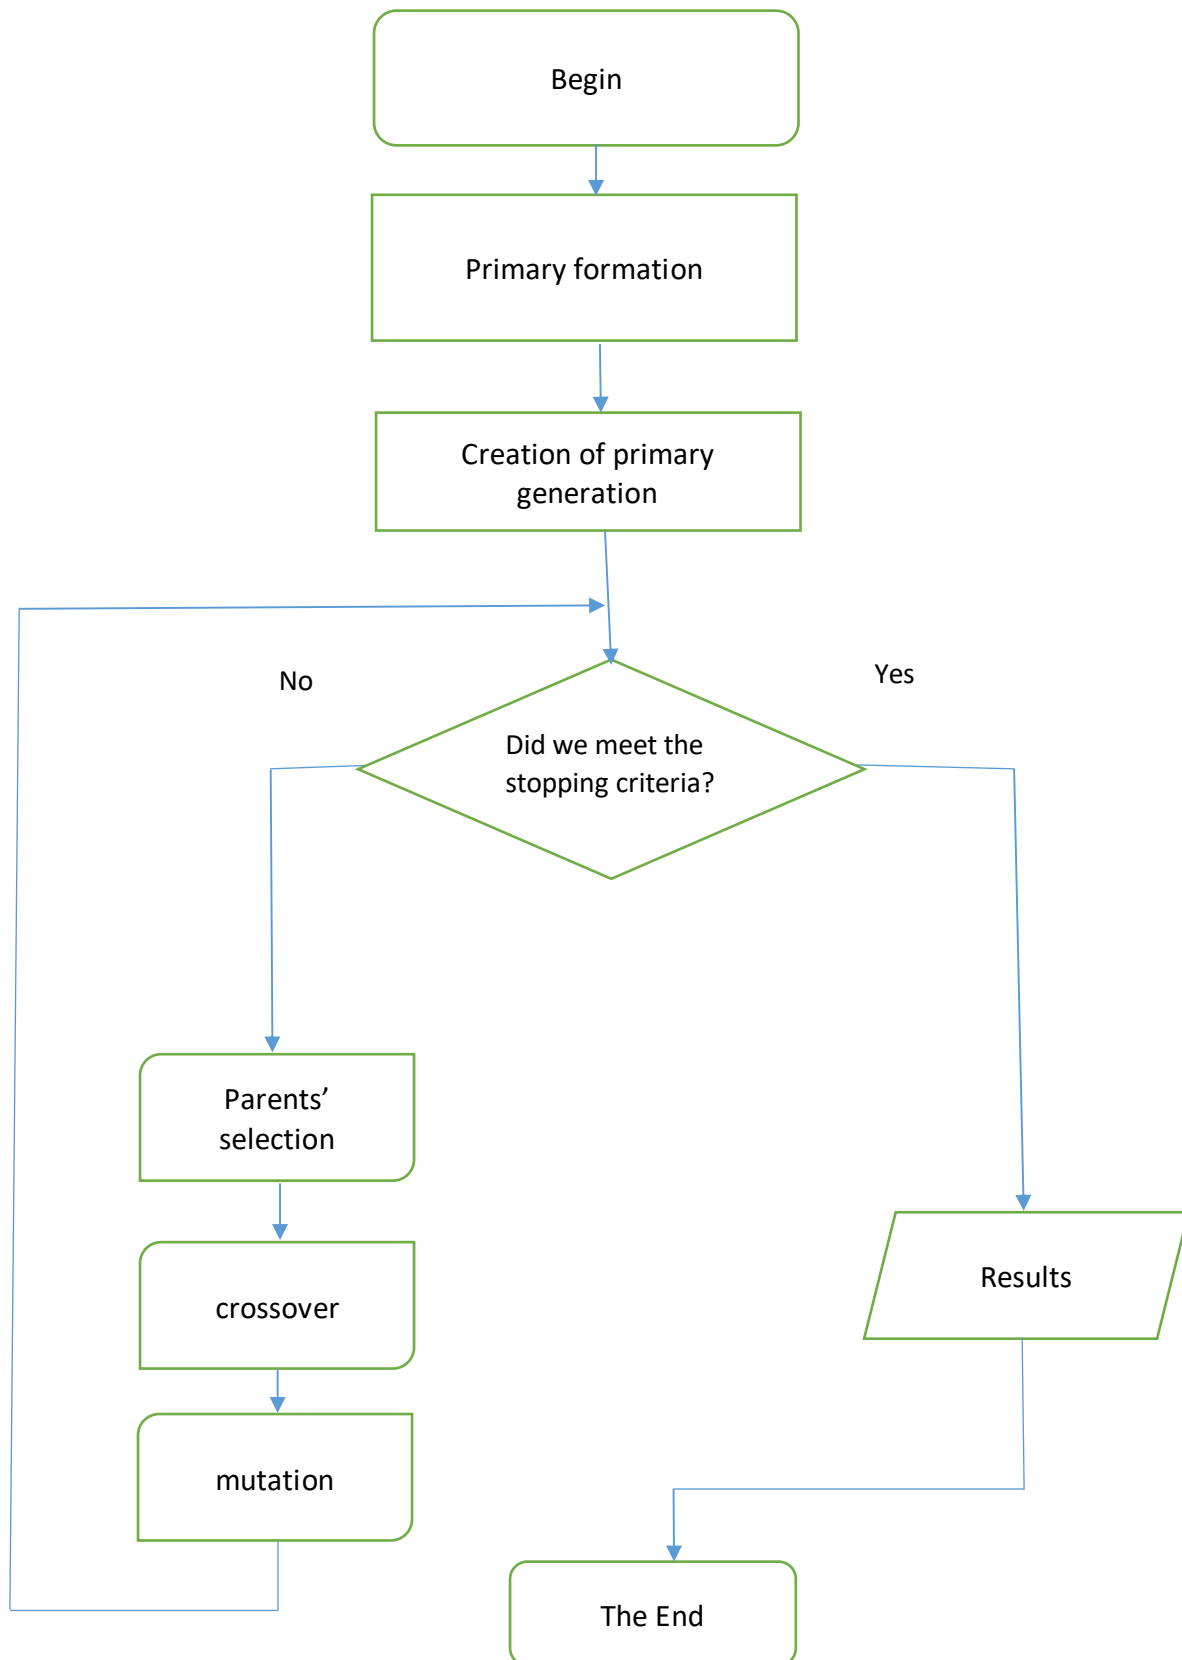 Begin
Primary formation
Creation of primary
generation
No
Yes
Did we meet the
stopping criteria?
Parents’
selection
crossover
mutation
Results
The End